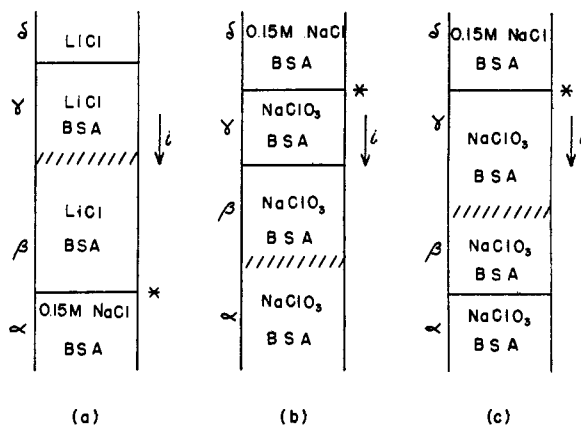 δ
LiCl
γ
LiCl
BSA
i
LiCl
β
BSA
*
0.15M NaCl
α
BSA
(a)
δ
0.15M NaCl
BSA
*
NaClO₃
γ
BSA
i
β
NaClO₃
BSA
NaClO₃
α
BSA
(b)
δ
0.15M NaCl
BSA
*
γ
NaClO₃
BSA
i
β
NaClO₃
BSA
α
NaClO₃
BSA
(c)